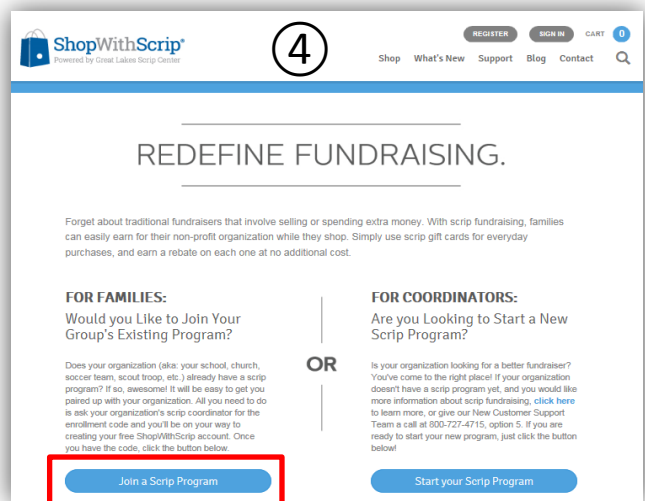 ShopWithScrip®
Powered by Great Lakes Scrip Center
④
REGISTER SIGN IN CART 0
Shop What's New Support Blog Contact
REDEFINE FUNDRAISING.
Forget about traditional fundraisers that involve selling or spending extra money. With scrip fundraising, families
can easily earn for their non-profit organization while they shop. Simply use scrip gift cards for everyday
purchases, and earn a rebate on each one at no additional cost.
FOR FAMILIES:
Would you Like to Join Your
Group's Existing Program?
Does your organization (aka: your school, church,
soccer team, scout troop, etc.) already have a scrip
program? If so, awesome! It will be easy to get you
paired up with your organization. All you need to do
is ask your organization's scrip coordinator for the
enrollment code and you'll be on your way to
creating your free ShopWithScrip account. Once
you have the code, click the button below.
Join a Scrip Program
OR
FOR COORDINATORS:
Are you Looking to Start a New
Scrip Program?
Is your organization looking for a better fundraiser?
You've come to the right place! If your organization
doesn't have a scrip program yet, and you would like
more information about scrip fundraising, click here
to learn more, or give our New Customer Support
Team a call at 800-727-4715, option 5. If you are
ready to start your new program, just click the button
below!
Start your Scrip Program